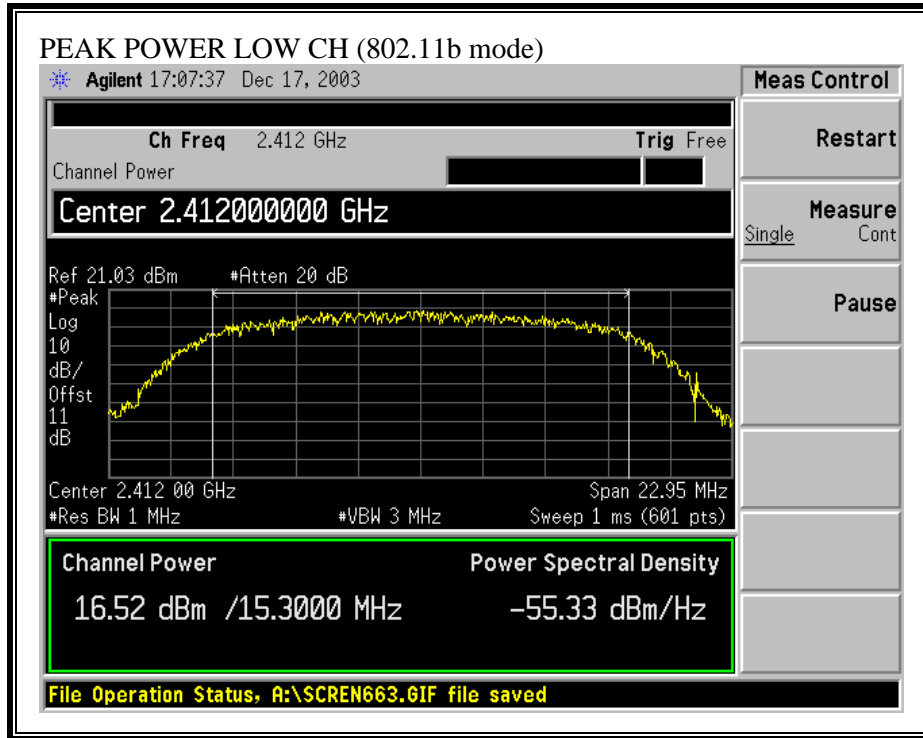 PEAK POWER LOW CH (802.11b mode)
Agilent 17:07:37 Dec 17, 2003
Meas Control
Ch Freq 2.412 GHz Trig Free
Channel Power
Restart
Center 2.412000000 GHz
Measure
Single Cont
Ref 21.03 dBm #Atten 20 dB
#Peak
Log
10
dB/
Offst
11
dB
Pause
Center 2.412 00 GHz Span 22.95 MHz
#Res BW 1 MHz #VBW 3 MHz Sweep 1 ms (601 pts)
Channel Power Power Spectral Density
16.52 dBm /15.3000 MHz -55.33 dBm/Hz
File Operation Status, A:\SCREN663.GIF file saved